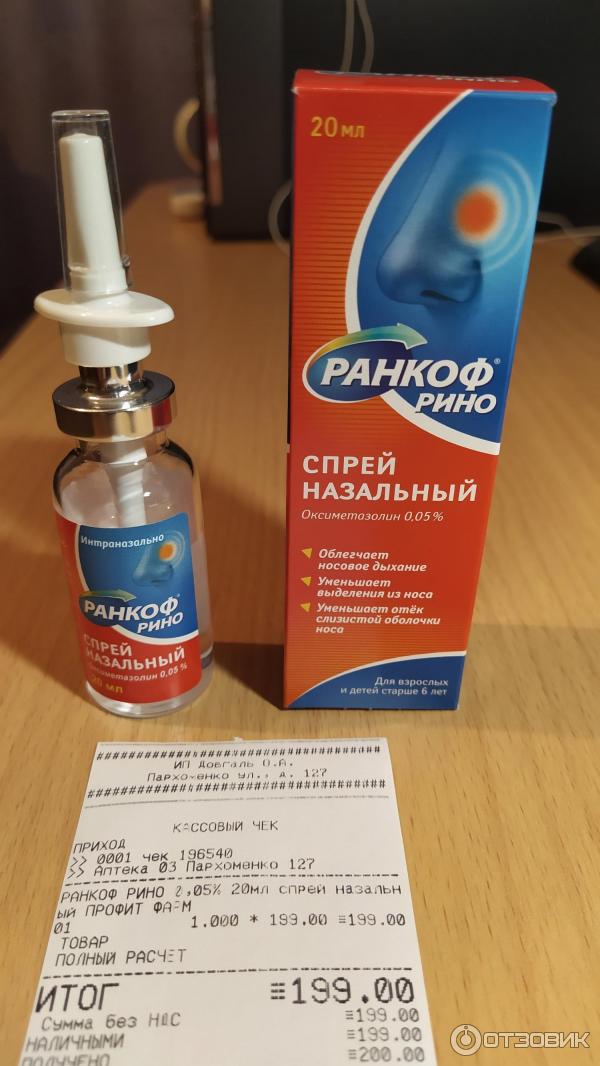 20 мл
РАНКОФ®
РИНО
СПРЕЙ
НАЗАЛЬНЫЙ
Оксиметазолин 0,05%
Облегчает
носовое дыхание
Уменьшает
выделения из носа
Уменьшает отёк
слизистой оболочки
носа
Для взрослых
и детей старше 6 лет
Интраназально
РАНКОФ®
РИНО
СПРЕЙ
НАЗАЛЬНЫЙ
Оксиметазолин 0,05%
20 мл
####################################
ИП Довгаль О.А.
Пархоменко ул., д. 127
####################################
КАССОВЫЙ ЧЕК
ПРИХОД
>> 0001 чек 196540
>> Аптека 03 Пархоменко 127
РАНКОФ РИНО 0,05% 20мл спрей назальн
ый ПРОФИТ ФАРМ
01 1.000 * 199.00 ≡199.00
ТОВАР
ПОЛНЫЙ РАСЧЕТ
ИТОГ ≡199.00
Сумма без НДС ≡199.00
НАЛИЧНЫМИ ≡199.00
ПОЛУЧЕНО ≡200.00
ОТЗОВИК